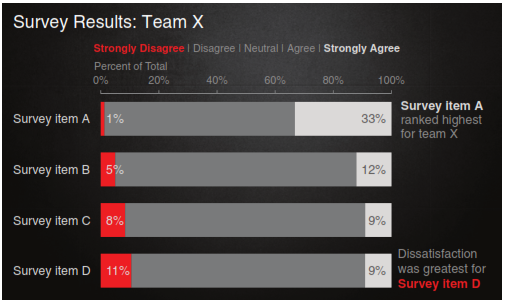 Survey Results: Team X
Strongly Disagree | Disagree | Neutral | Agree | Strongly Agree
Percent of Total
0% 20% 40% 60% 80% 100%
Survey item A 1% 33%
Survey item A
ranked highest
for team X
Survey item B 5% 12%
Survey item C 8% 9%
Survey item D 11% 9%
Dissatisfaction
was greatest for
Survey item D